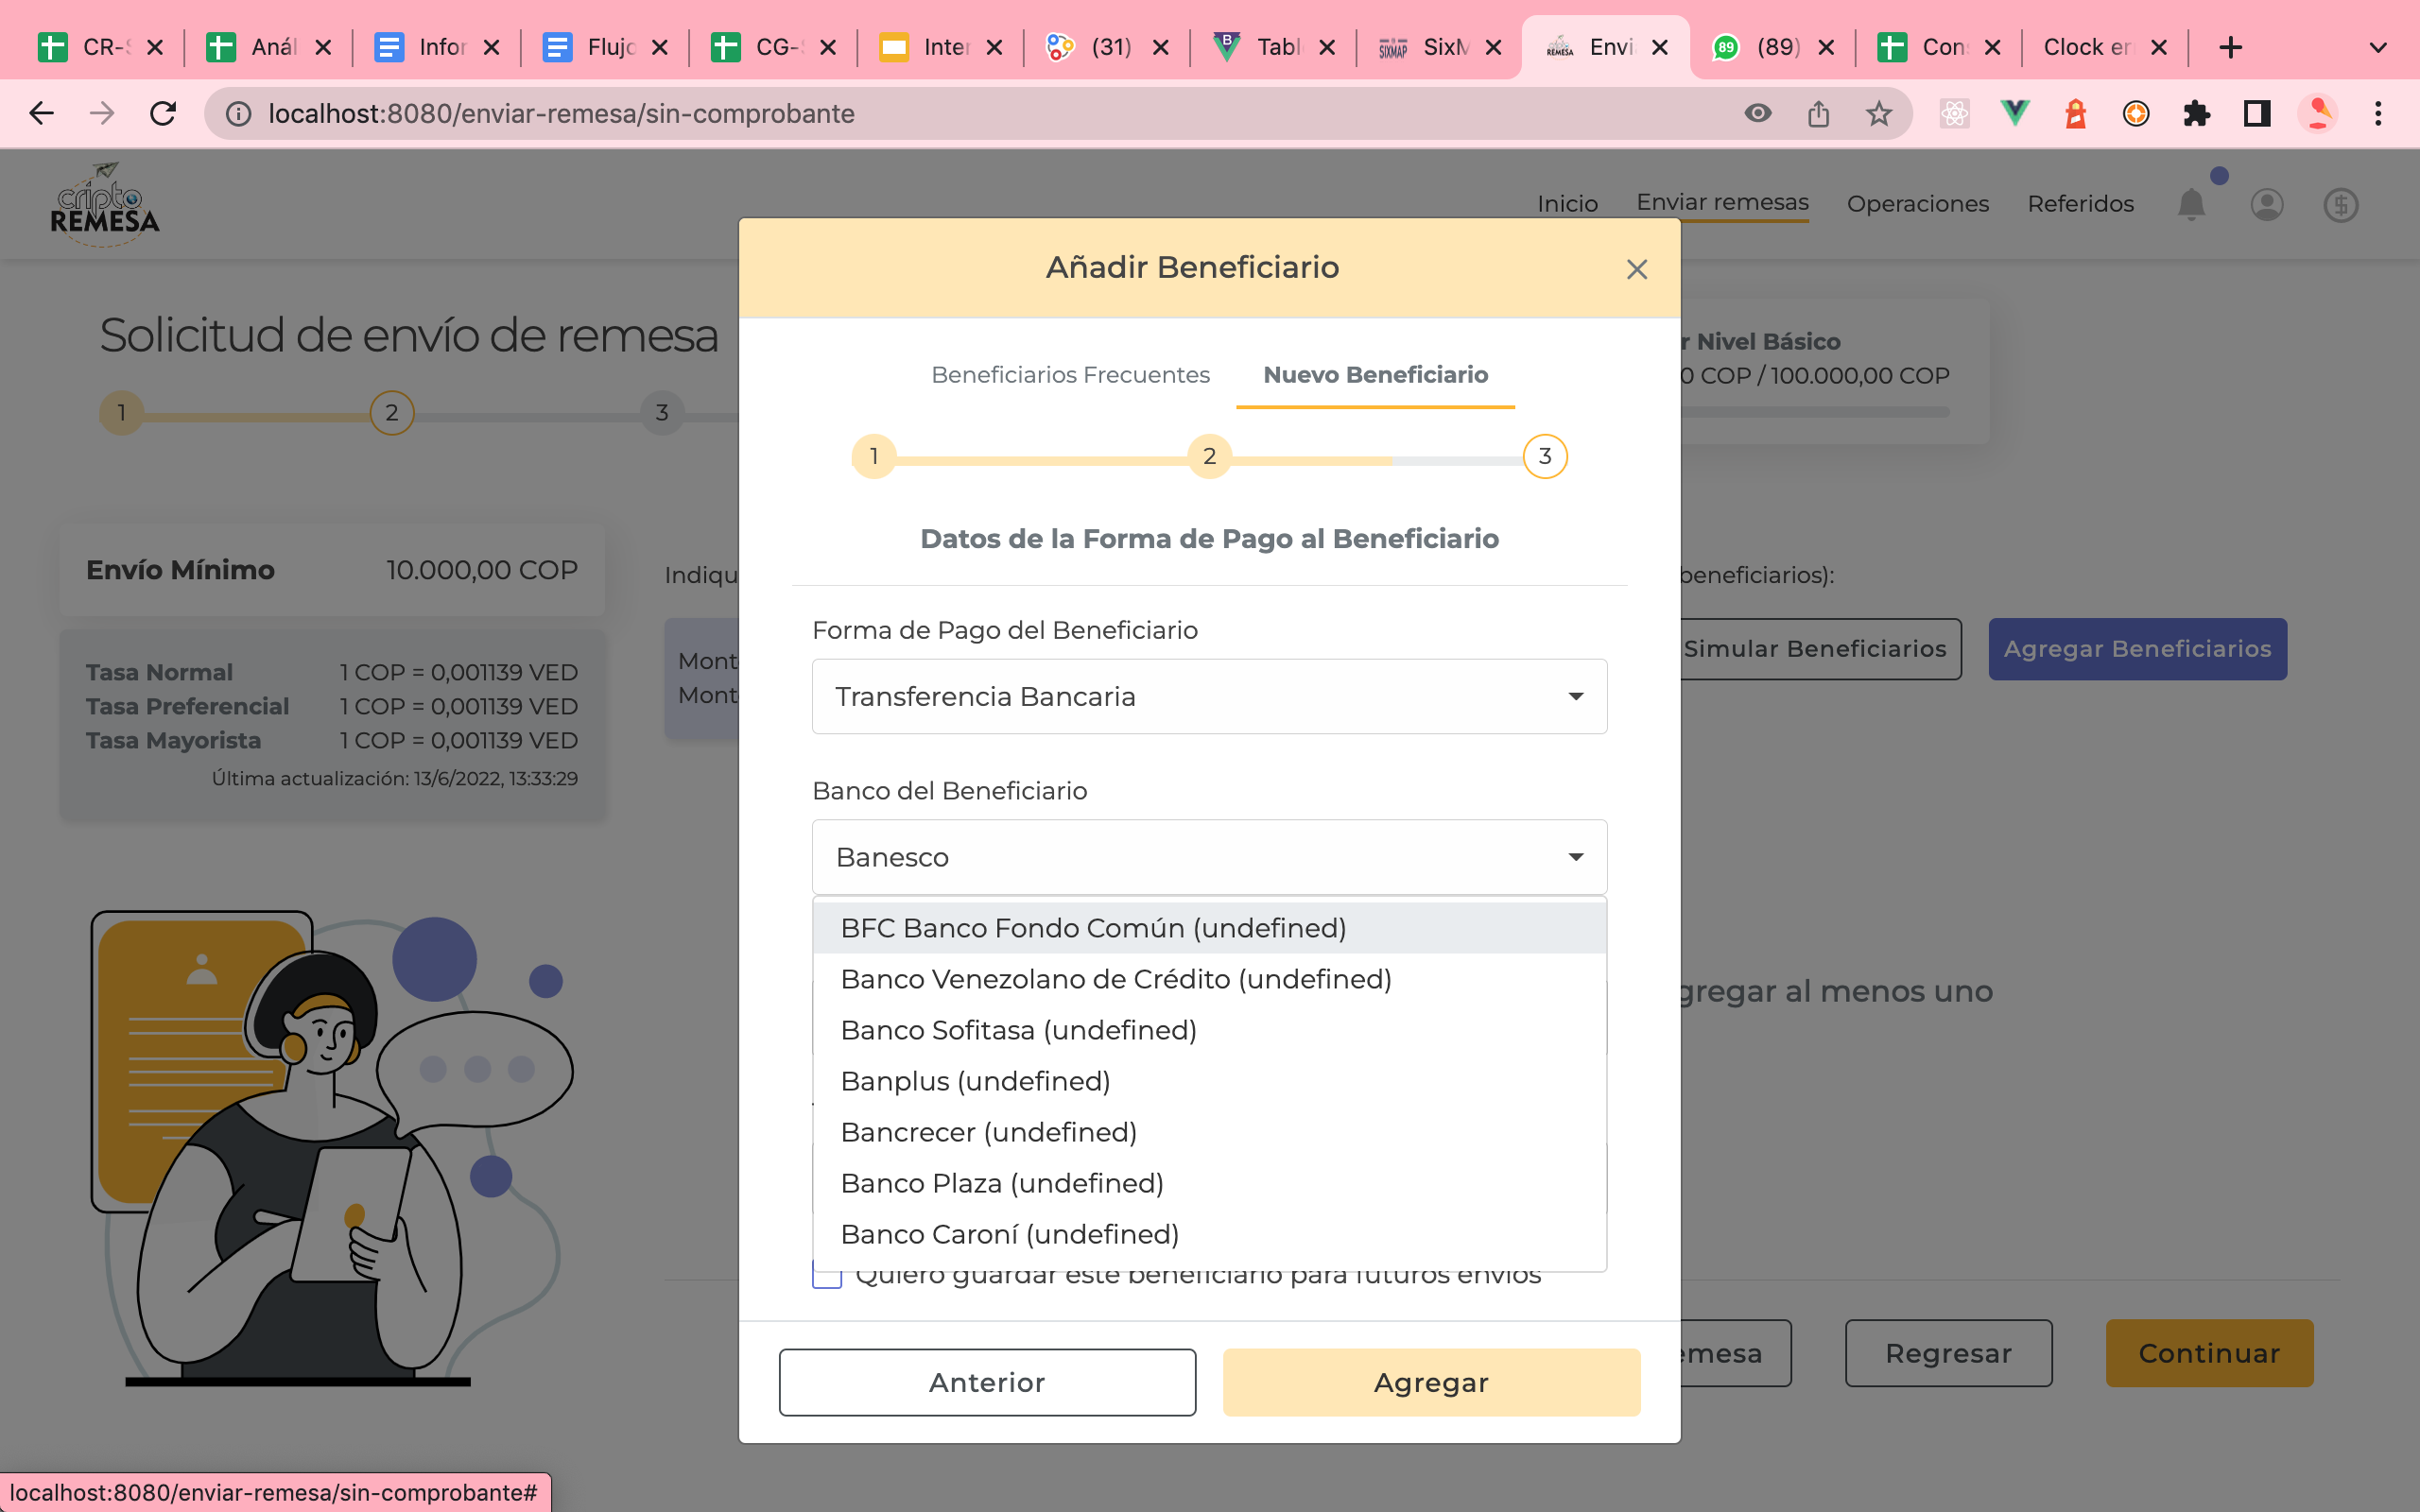 CR-S
Anál
Infor
Flujo
CG-S
Inter
(31)
Tabl
SIXMAP
SixM
REMESA
Envi
89
(89)
Con
Clock er
localhost:8080/enviar-remesa/sin-comprobante
cripto
REMESA
Inicio
Enviar remesas
Operaciones
Referidos
Solicitud de envío de remesa
1
2
3
r Nivel Básico
0 COP / 100.000,00 COP
Envío Mínimo 10.000,00 COP
Tasa Normal 1 COP = 0,001139 VED
Tasa Preferencial 1 COP = 0,001139 VED
Tasa Mayorista 1 COP = 0,001139 VED
Última actualización: 13/6/2022, 13:33:29
Indiqu
beneficiarios):
Mont
Mont
Simular Beneficiarios
Agregar Beneficiarios
gregar al menos uno
emesa
Regresar
Continuar
Añadir Beneficiario
Beneficiarios Frecuentes
Nuevo Beneficiario
1
2
3
Datos de la Forma de Pago al Beneficiario
Forma de Pago del Beneficiario
Transferencia Bancaria
Banco del Beneficiario
Banesco
BFC Banco Fondo Común (undefined)
Banco Venezolano de Crédito (undefined)
Banco Sofitasa (undefined)
Banplus (undefined)
Bancrecer (undefined)
Banco Plaza (undefined)
Banco Caroní (undefined)
Quiero guardar este beneficiario para futuros envíos
Anterior
Agregar
localhost:8080/enviar-remesa/sin-comprobante#